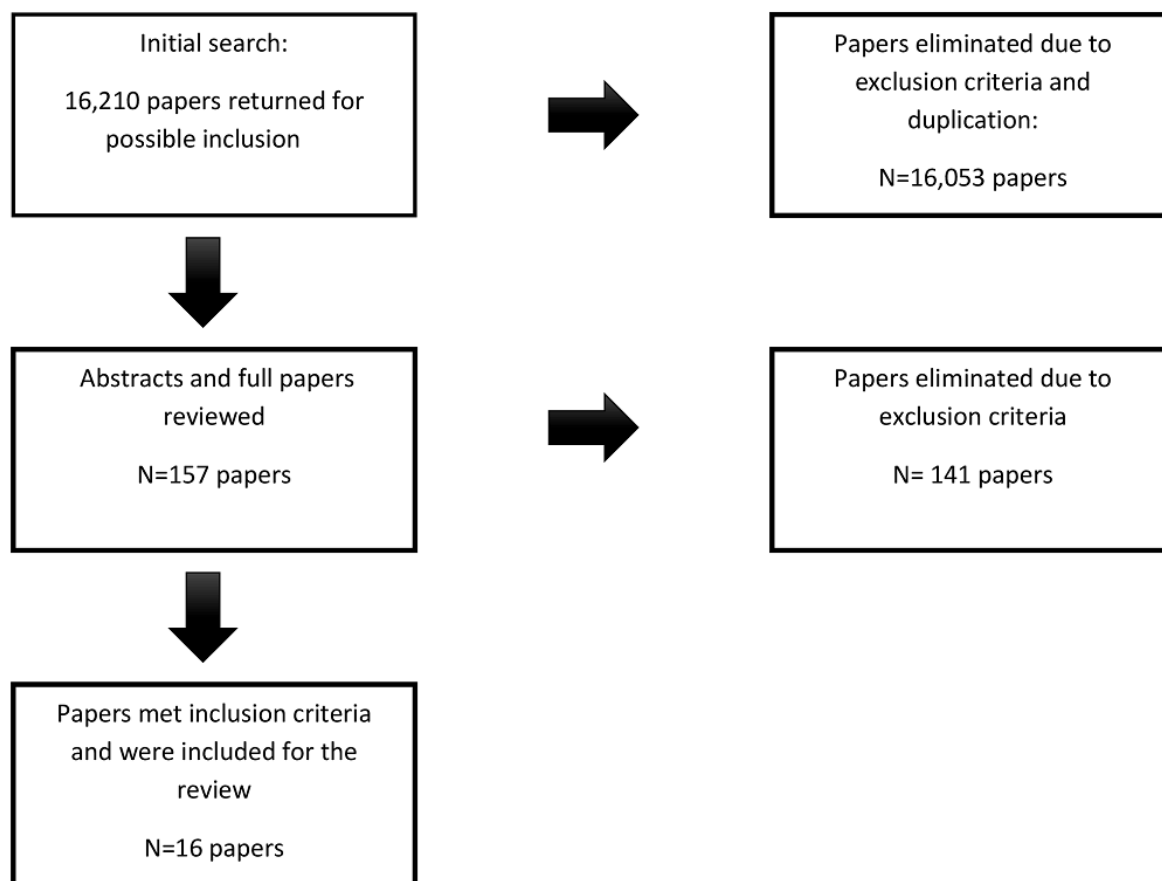 Initial search:
16,210 papers returned for
possible inclusion
Papers eliminated due to
exclusion criteria and
duplication:
N=16,053 papers
Abstracts and full papers
reviewed
N=157 papers
Papers eliminated due to
exclusion criteria
N= 141 papers
Papers met inclusion criteria
and were included for the
review
N=16 papers